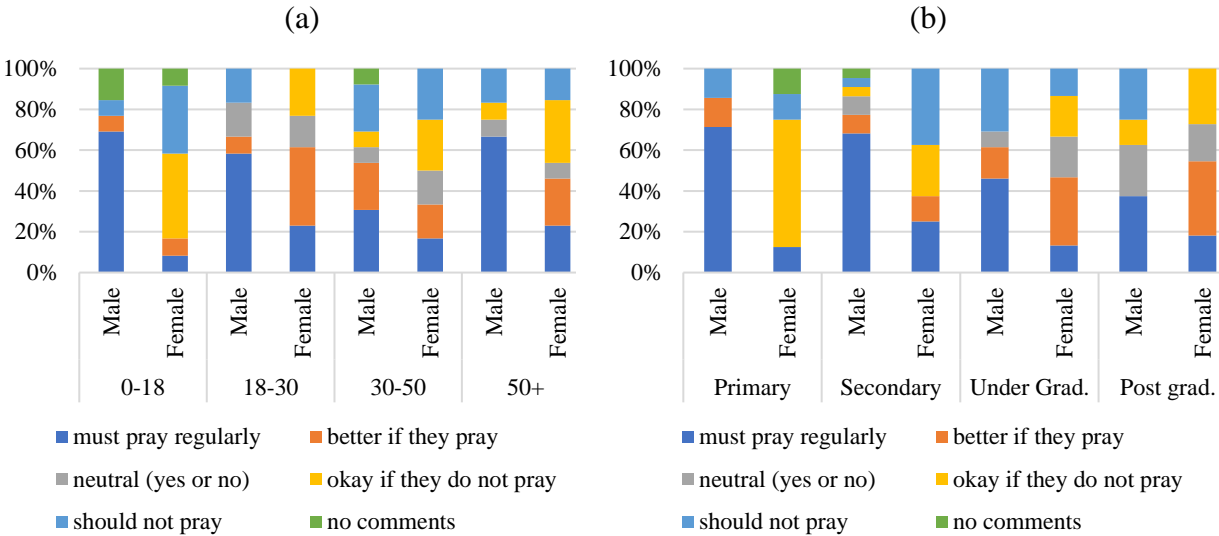 (a)
100%
80%
60%
40%
20%
0%
Male
Female
Male
Female
Male
Female
Male
Female
0-18
18-30
30-50
50+
must pray regularly
better if they pray
neutral (yes or no)
okay if they do not pray
should not pray
no comments
(b)
100%
80%
60%
40%
20%
0%
Male
Female
Male
Female
Male
Female
Male
Female
Primary
Secondary
Under Grad.
Post grad.
must pray regularly
better if they pray
neutral (yes or no)
okay if they do not pray
should not pray
no comments